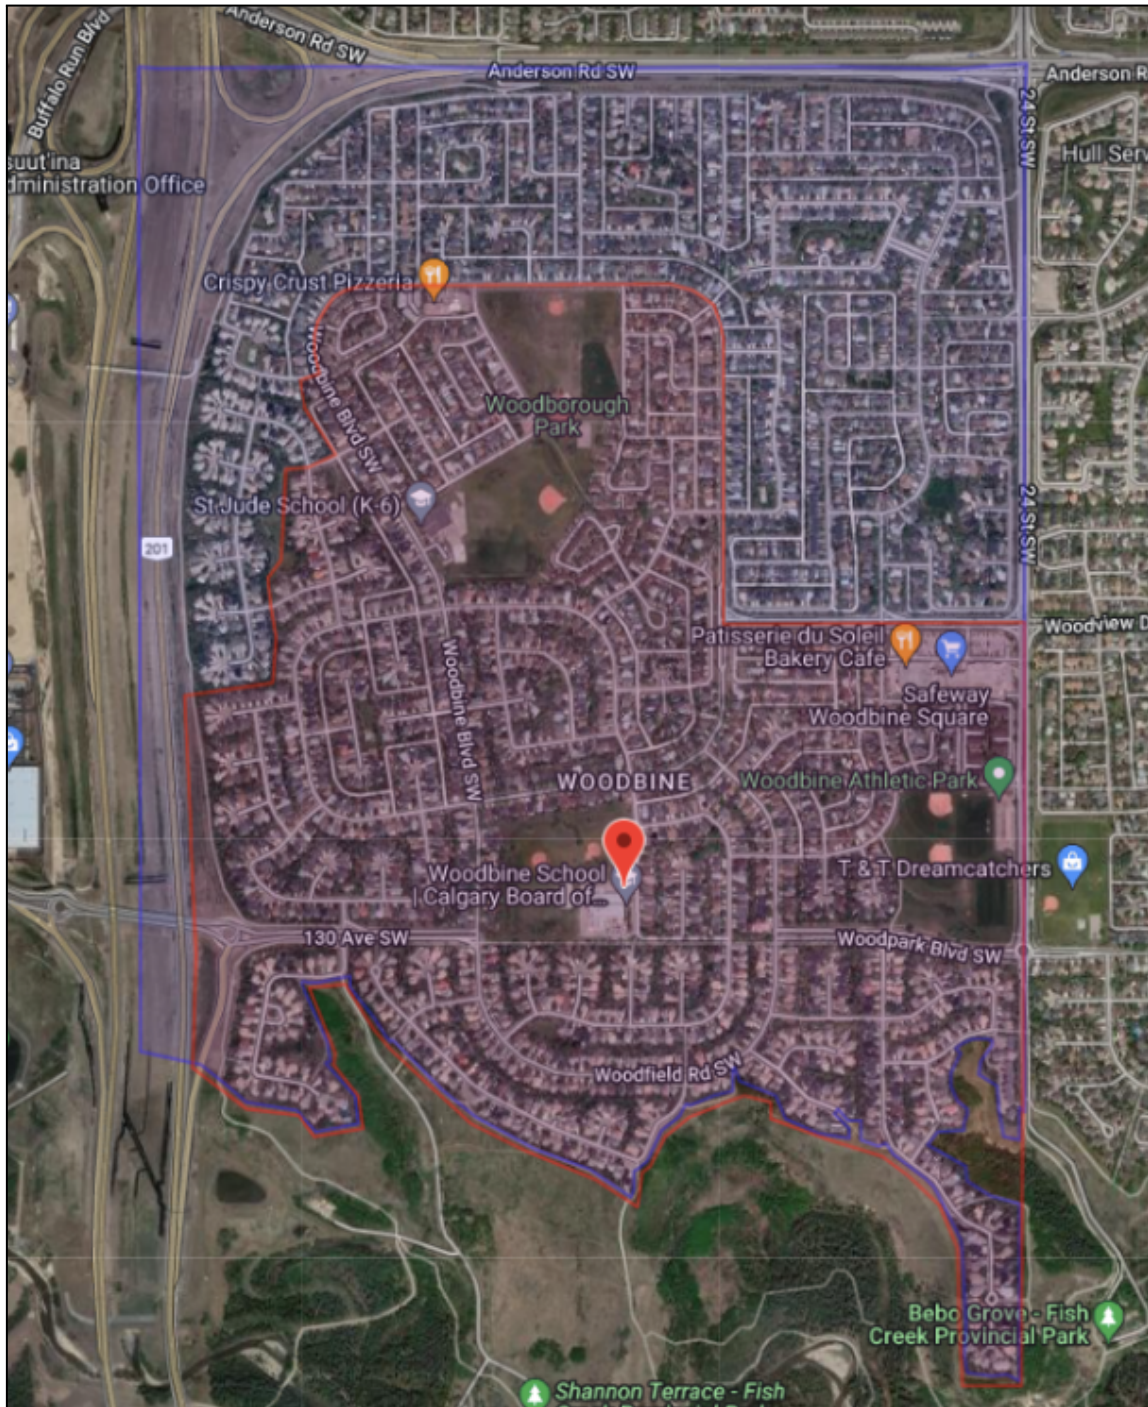 Anderson Rd SW
Buffalo Run Blvd
Anderson Rd SW
Anderson R
24 St SW
Hull Serv
suut'ina
dministration Office
Crispy Crust Pizzeria
Woodbine Blvd SW
Woodborough
Park
St Jude School (K-6)
24 St SW
201
Patisserie du Soleil
Bakery Cafe
Woodview D
Safeway
Woodbine Square
Woodbine Blvd SW
WOODBINE
Woodbine Athletic Park
Woodbine School
| Calgary Board of...
T & T Dreamcatchers
130 Ave SW
Woodpark Blvd SW
Woodfield Rd SW
Bebo Grove - Fish
Creek Provincial Park
Shannon Terrace - Fish